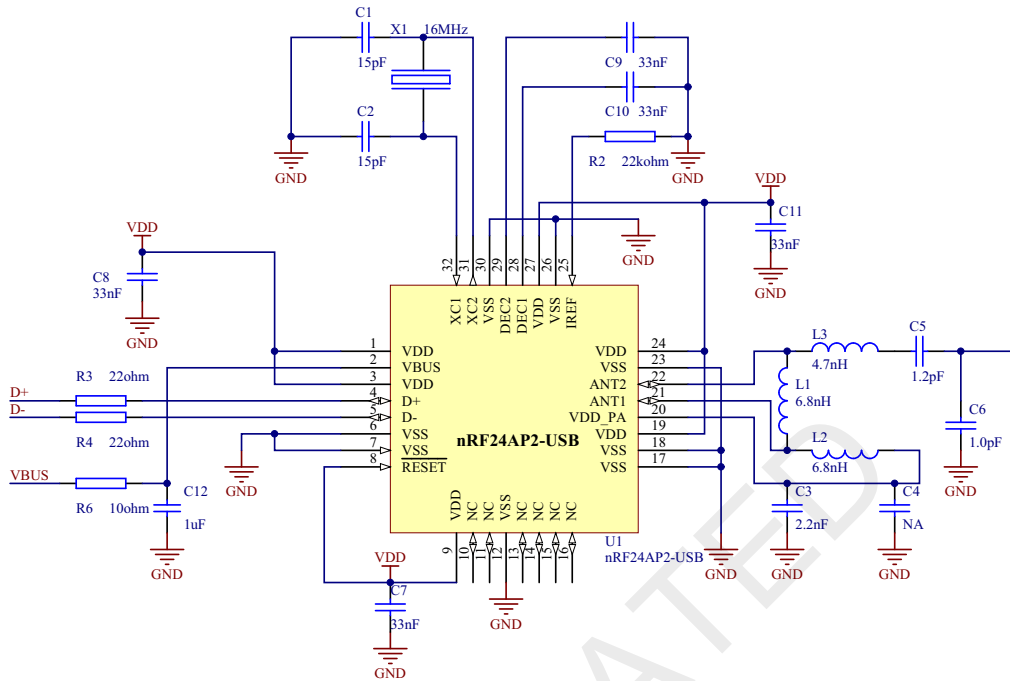 C1
X1 16MHz
15pF
C2
15pF
GND
C9 33nF
C10 33nF
R2 22kohm
GND
VDD
C11
33nF
GND
GND
VDD
C8
33nF
GND
32 31 30 29 28 27 26 25
XC1 XC2 VSS DEC2 DEC1 VDD VSS IREF
1 VDD
2 VBUS
3 VDD
4 D+
5 D-
6 VSS
7 VSS
8 RESET
24 VDD
23 VSS
22 ANT2
21 ANT1
20 VDD_PA
19 VDD
18 VSS
17 VSS
nRF24AP2-USB
VDD NC NC VSS NC NC NC NC
9 10 11 12 13 14 15 16
U1
nRF24AP2-USB
D+ R3 22ohm
D-
R4 22ohm
GND
VBUS
R6 10ohm
C12
1uF
GND
VDD
C7
33nF
GND
GND
GND
L3
4.7nH
C5
1.2pF
L1
6.8nH
L2
6.8nH
C6
1.0pF
GND
C3
2.2nF
GND
C4
NA
GND
ATED